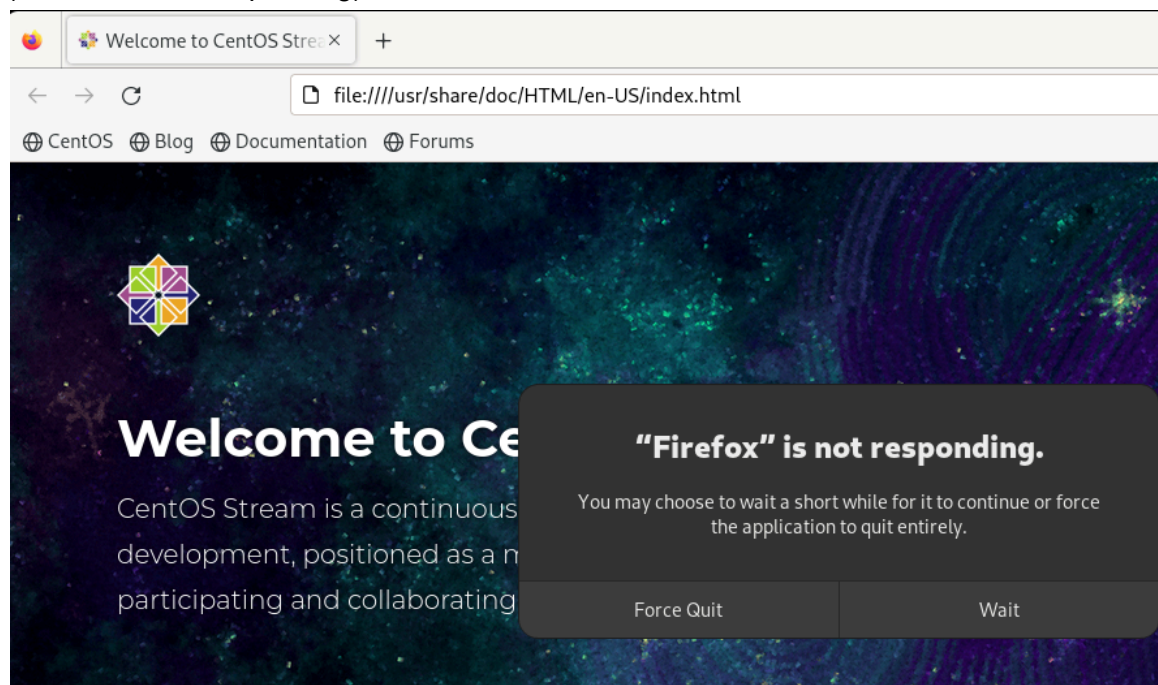 Welcome to CentOS Strea
file:////usr/share/doc/HTML/en-US/index.html
CentOS Blog Documentation Forums
Welcome to Ce
CentOS Stream is a continuous
development, positioned as a m
participating and collaborating
“Firefox” is not responding.
You may choose to wait a short while for it to continue or force
the application to quit entirely.
Force Quit Wait